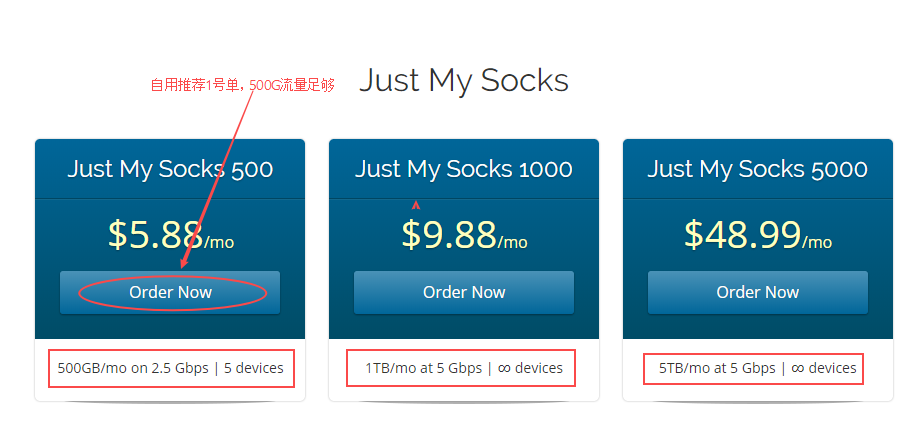 自用推荐1号单，500G流量足够
Just My Socks
Just My Socks 500
$5.88/mo
Order Now
500GB/mo on 2.5 Gbps | 5 devices
Just My Socks 1000
$9.88/mo
Order Now
1TB/mo at 5 Gbps | ∞ devices
Just My Socks 5000
$48.99/mo
Order Now
5TB/mo at 5 Gbps | ∞ devices